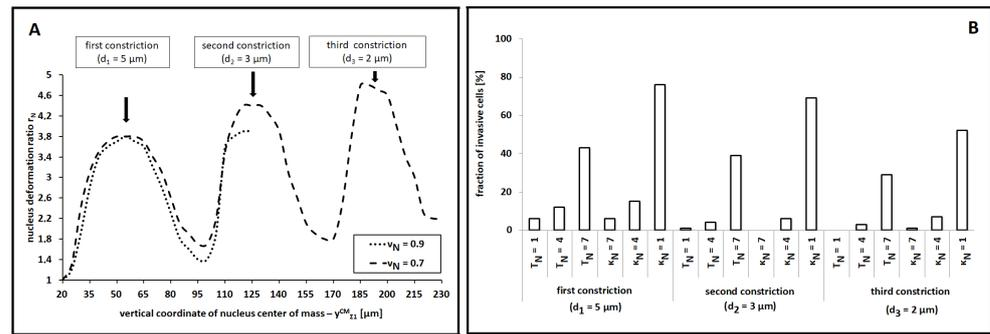 A
first constriction
(d1 = 5 µm)
second constriction
(d2 = 3 µm)
third constriction
(d3 = 2 µm)
nucleus deformation ratio rN
5
4,6
4.2
3.8
3.4
3
2.6
2.2
1.8
1.4
1
νN = 0.9
νN = 0.7
20 35 50 65 80 95 110 125 140 155 170 185 200 215 230
vertical coordinate of nucleus center of mass – yCMΣ1 [µm]
B
fraction of invasive cells [%]
100
80
60
40
20
0
TN = 1
TN = 4
TN = 7
κN = 7
κN = 4
κN = 1
TN = 1
TN = 4
TN = 7
κN = 7
κN = 4
κN = 1
TN = 1
TN = 4
TN = 7
κN = 7
κN = 4
κN = 1
first constriction
(d1 = 5 µm)
second constriction
(d2 = 3 µm)
third constriction
(d3 = 2 µm)